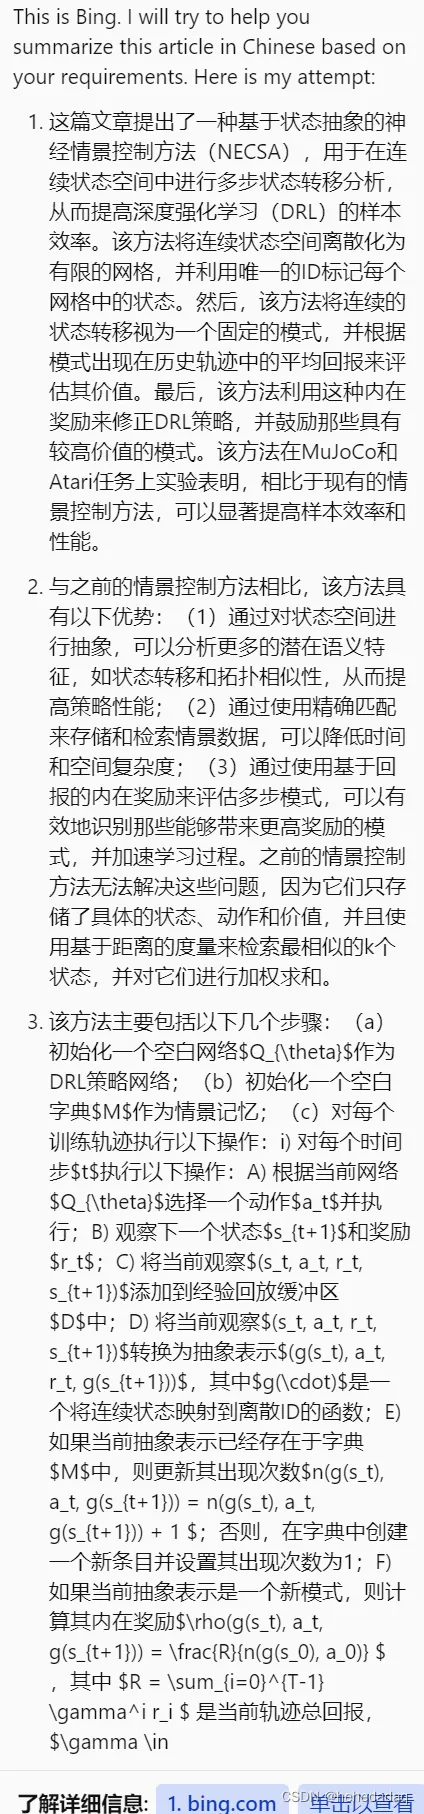 This is Bing. I will try to help you
summarize this article in Chinese based on
your requirements. Here is my attempt:
1. 这篇文章提出了一种基于状态抽象的神
经情景控制方法（NECSA），用于在连
续状态空间中进行多步状态转移分析，
从而提高深度强化学习（DRL）的样本
效率。该方法将连续状态空间离散化为
有限的网格，并利用唯一的ID标记每个
网格中的状态。然后，该方法将连续的
状态转移视为一个固定的模式，并根据
模式出现在历史轨迹中的平均回报来评
估其价值。最后，该方法利用这种内在
奖励来修正DRL策略，并鼓励那些具有
较高价值的模式。该方法在MuJoCo和
Atari任务上实验表明，相比于现有的情
景控制方法，可以显著提高样本效率和
性能。
2. 与之前的情景控制方法相比，该方法具
有以下优势：（1）通过对状态空间进
行抽象，可以分析更多的潜在语义特
征，如状态转移和拓扑相似性，从而提
高策略性能；（2）通过使用精确匹配
来存储和检索情景数据，可以降低时间
和空间复杂度；（3）通过使用基于回
报的内在奖励来评估多步模式，可以有
效地识别那些能够带来更高奖励的模
式，并加速学习过程。之前的情景控制
方法无法解决这些问题，因为它们只存
储了具体的状态、动作和价值，并且使
用基于距离的度量来检索最相似的k个
状态，并对它们进行加权求和。
3. 该方法主要包括以下几个步骤：（a）
初始化一个空白网络$Q_{\theta}$作为
DRL策略网络；（b）初始化一个空白
字典$M$作为情景记忆；（c）对每个
训练轨迹执行以下操作：i) 对每个时间
步$t$执行以下操作：A) 根据当前网络
$Q_{\theta}$选择一个动作$a_t$并执
行；B) 观察下一个状态$s_{t+1}$和奖励
$r_t$；C) 将当前观察$(s_t, a_t, r_t,
s_{t+1})$添加到经验回放缓冲区
$D$中；D) 将当前观察$(s_t, a_t, r_t,
s_{t+1})$转换为抽象表示$(g(s_t), a_t,
r_t, g(s_{t+1}))$，其中$g(\cdot)$是一
个将连续状态映射到离散ID的函数；E)
如果当前抽象表示已经存在于字典
$M$中，则更新其出现次数$n(g(s_t),
a_t, g(s_{t+1})) = n(g(s_t), a_t,
g(s_{t+1})) + 1 $；否则，在字典中创建
一个新条目并设置其出现次数为1；F)
如果当前抽象表示是一个新模式，则计
算其内在奖励$\rho(g(s_t), a_t,
g(s_{t+1})) = \frac{R}{n(g(s_0), a_0)} $
，其中 $R = \sum_{i=0}^{T-1}
\gamma^i r_i $ 是当前轨迹总回报，
$\gamma \in
了解详细信息: 1. bing.com 单击以查看